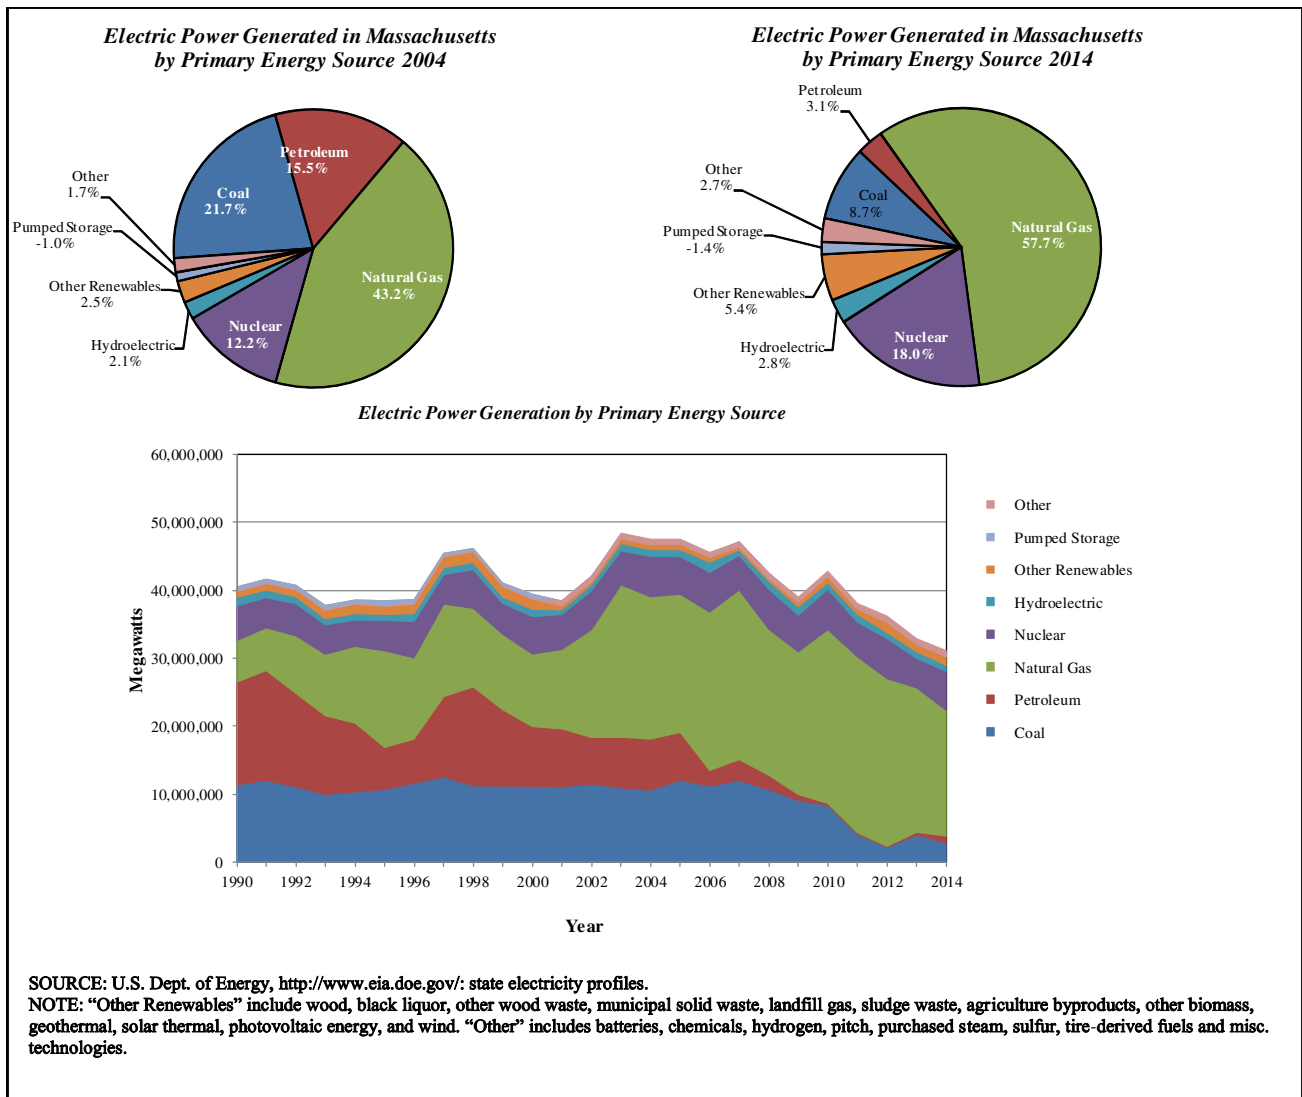 Electric Power Generated in Massachusetts
by Primary Energy Source 2004
Petroleum
15.5%
Coal
21.7%
Other
1.7%
Pumped Storage
-1.0%
Other Renewables
2.5%
Hydroelectric
2.1%
Nuclear
12.2%
Natural Gas
43.2%
Electric Power Generated in Massachusetts
by Primary Energy Source 2014
Petroleum
3.1%
Other
2.7%
Coal
8.7%
Pumped Storage
-1.4%
Other Renewables
5.4%
Hydroelectric
2.8%
Nuclear
18.0%
Natural Gas
57.7%
Electric Power Generation by Primary Energy Source
Megawatts
60,000,000
50,000,000
40,000,000
30,000,000
20,000,000
10,000,000
0
1990 1992 1994 1996 1998 2000 2002 2004 2006 2008 2010 2012 2014
Year
Other
Pumped Storage
Other Renewables
Hydroelectric
Nuclear
Natural Gas
Petroleum
Coal
SOURCE: U.S. Dept. of Energy, http://www.eia.doe.gov/: state electricity profiles.
NOTE: “Other Renewables” include wood, black liquor, other wood waste, municipal solid waste, landfill gas, sludge waste, agriculture byproducts, other biomass,
geothermal, solar thermal, photovoltaic energy, and wind. “Other” includes batteries, chemicals, hydrogen, pitch, purchased steam, sulfur, tire-derived fuels and misc.
technologies.